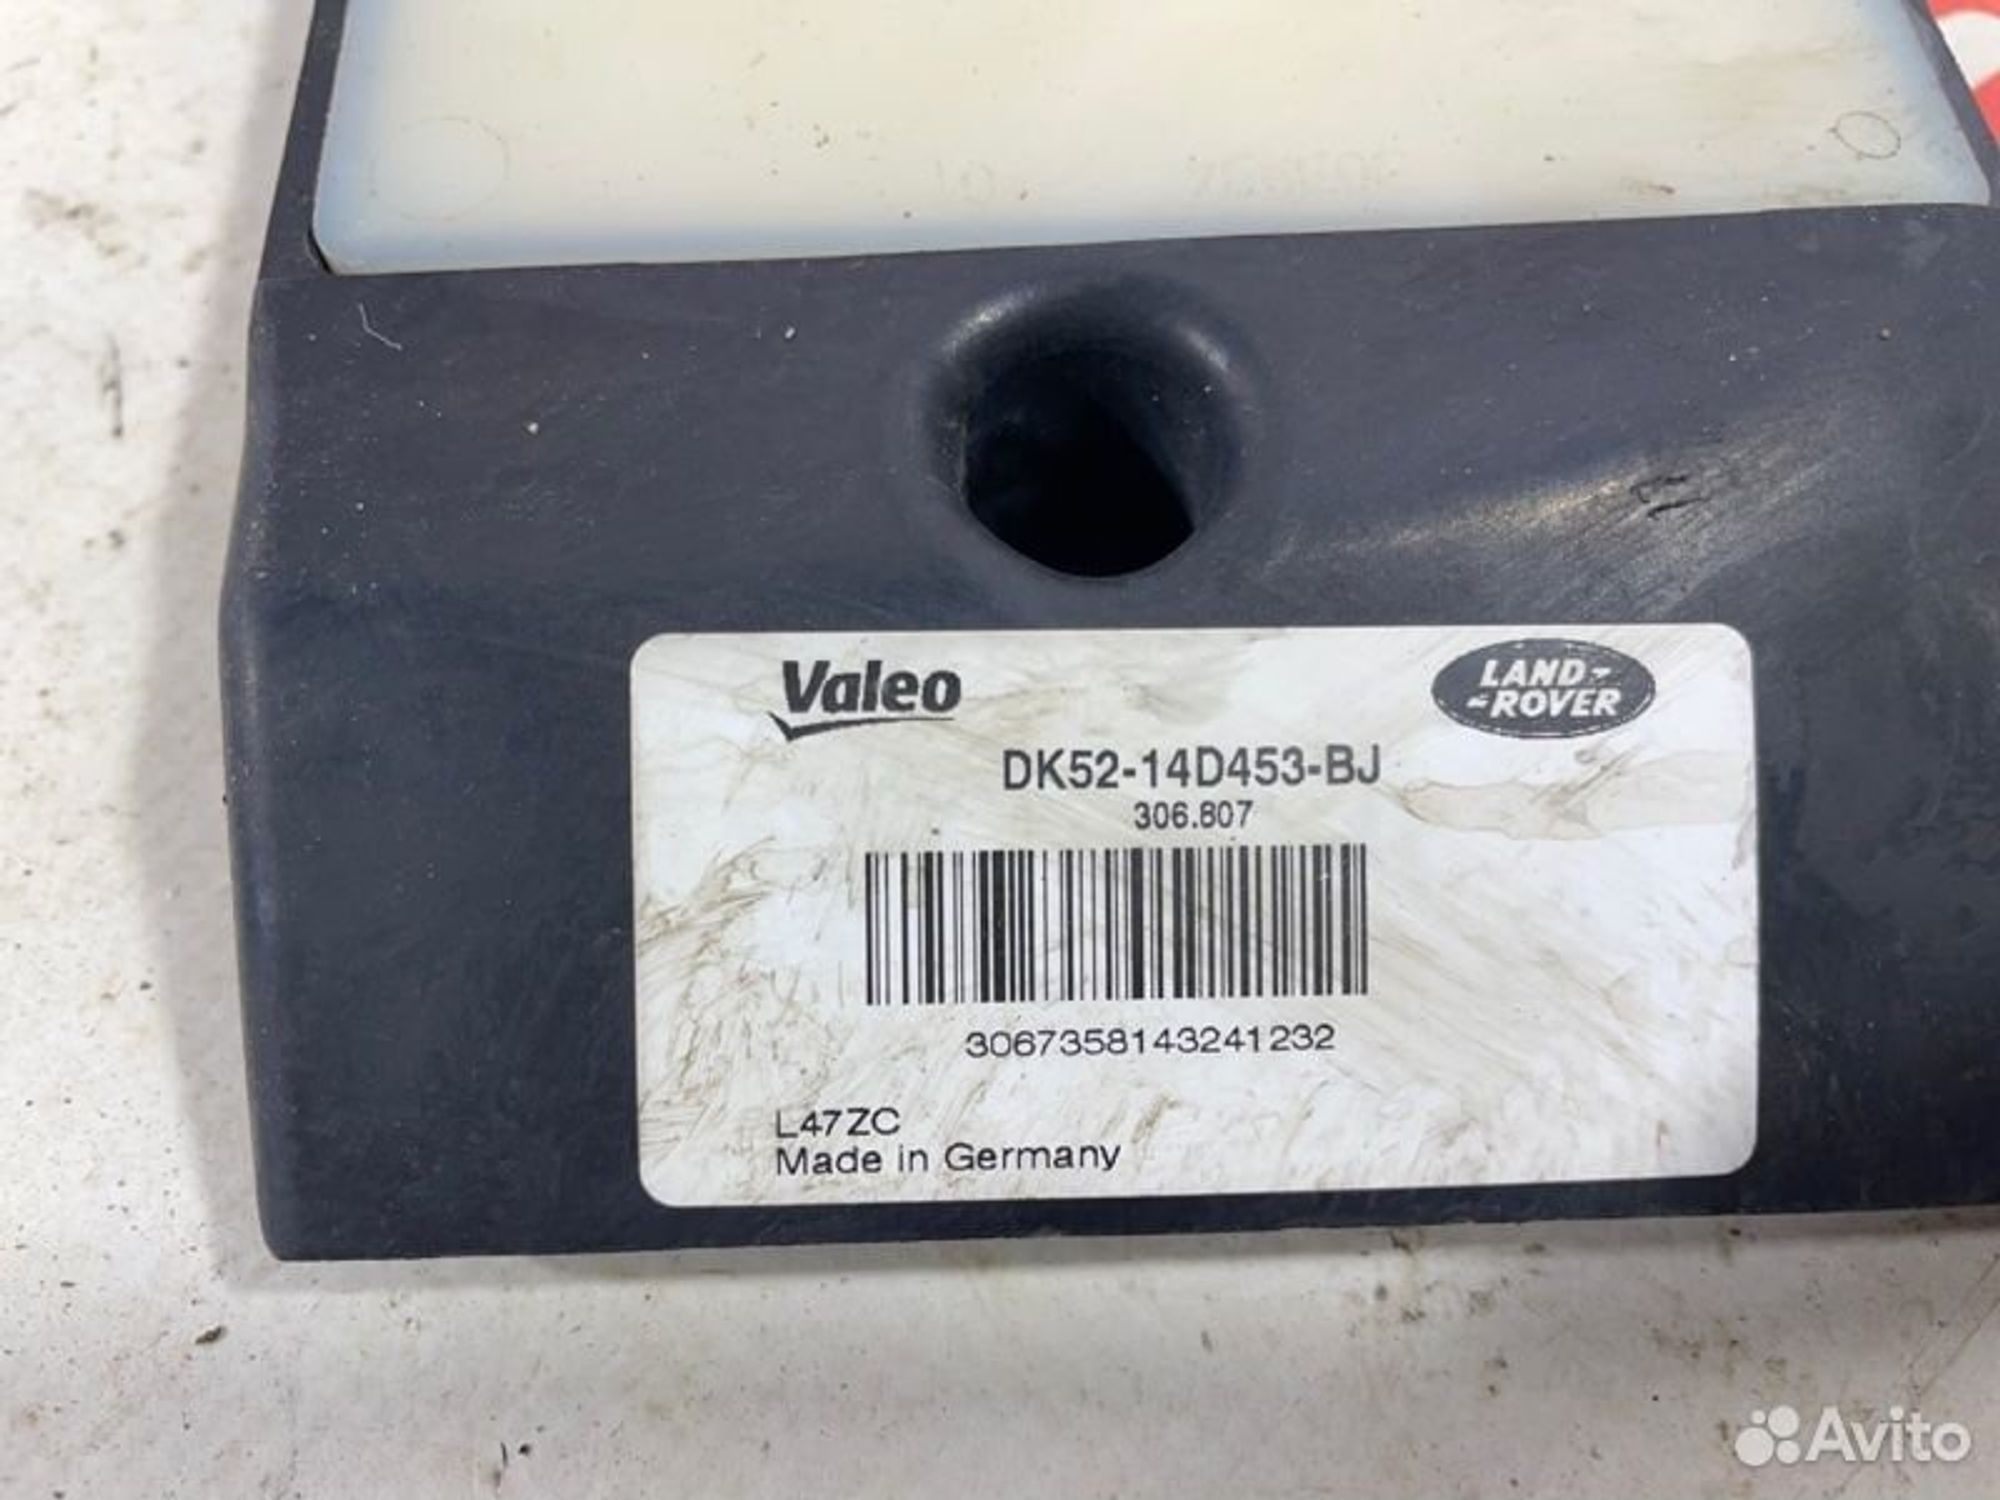 Valeo
LAND-
-ROVER
DK52-14D453-BJ
306.807
3067358143241232
L47ZC
Made in Germany
Avito